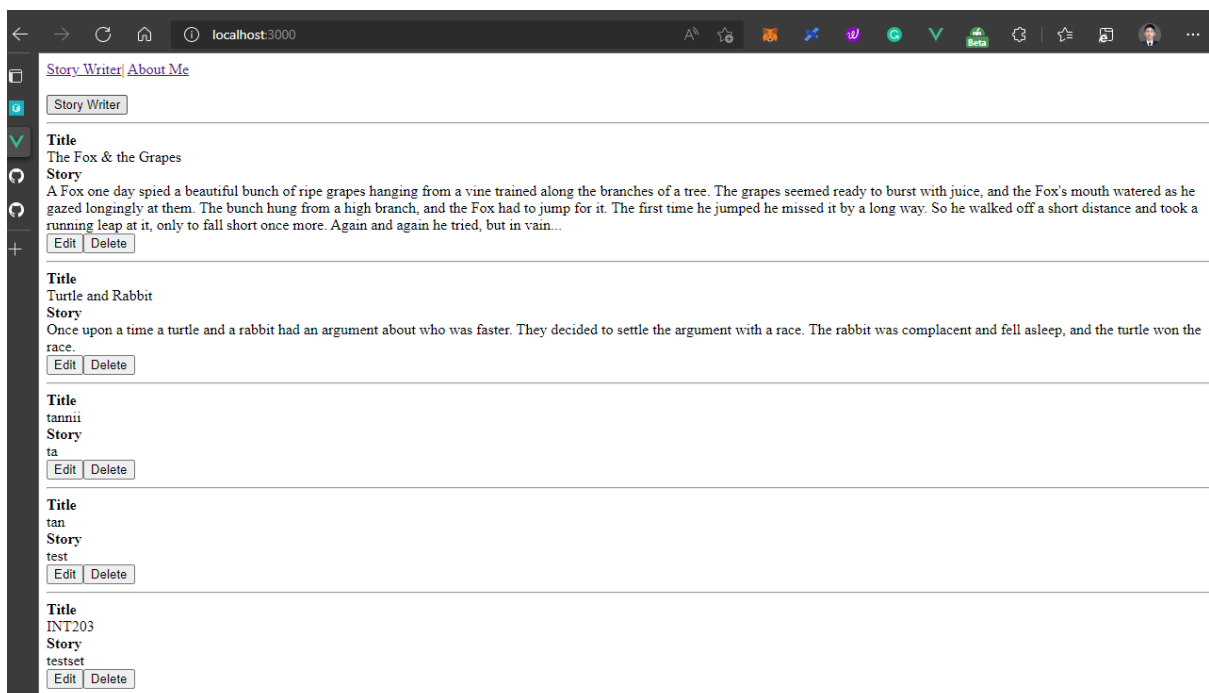 localhost:3000
Beta
Story Writer| About Me
Story Writer
Title
The Fox & the Grapes
Story
A Fox one day spied a beautiful bunch of ripe grapes hanging from a vine trained along the branches of a tree. The grapes seemed ready to burst with juice, and the Fox's mouth watered as he
gazed longingly at them. The bunch hung from a high branch, and the Fox had to jump for it. The first time he jumped he missed it by a long way. So he walked off a short distance and took a
running leap at it, only to fall short once more. Again and again he tried, but in vain...
Edit Delete
Title
Turtle and Rabbit
Story
Once upon a time a turtle and a rabbit had an argument about who was faster. They decided to settle the argument with a race. The rabbit was complacent and fell asleep, and the turtle won the
race.
Edit Delete
Title
tannii
Story
ta
Edit Delete
Title
tan
Story
test
Edit Delete
Title
INT203
Story
testset
Edit Delete